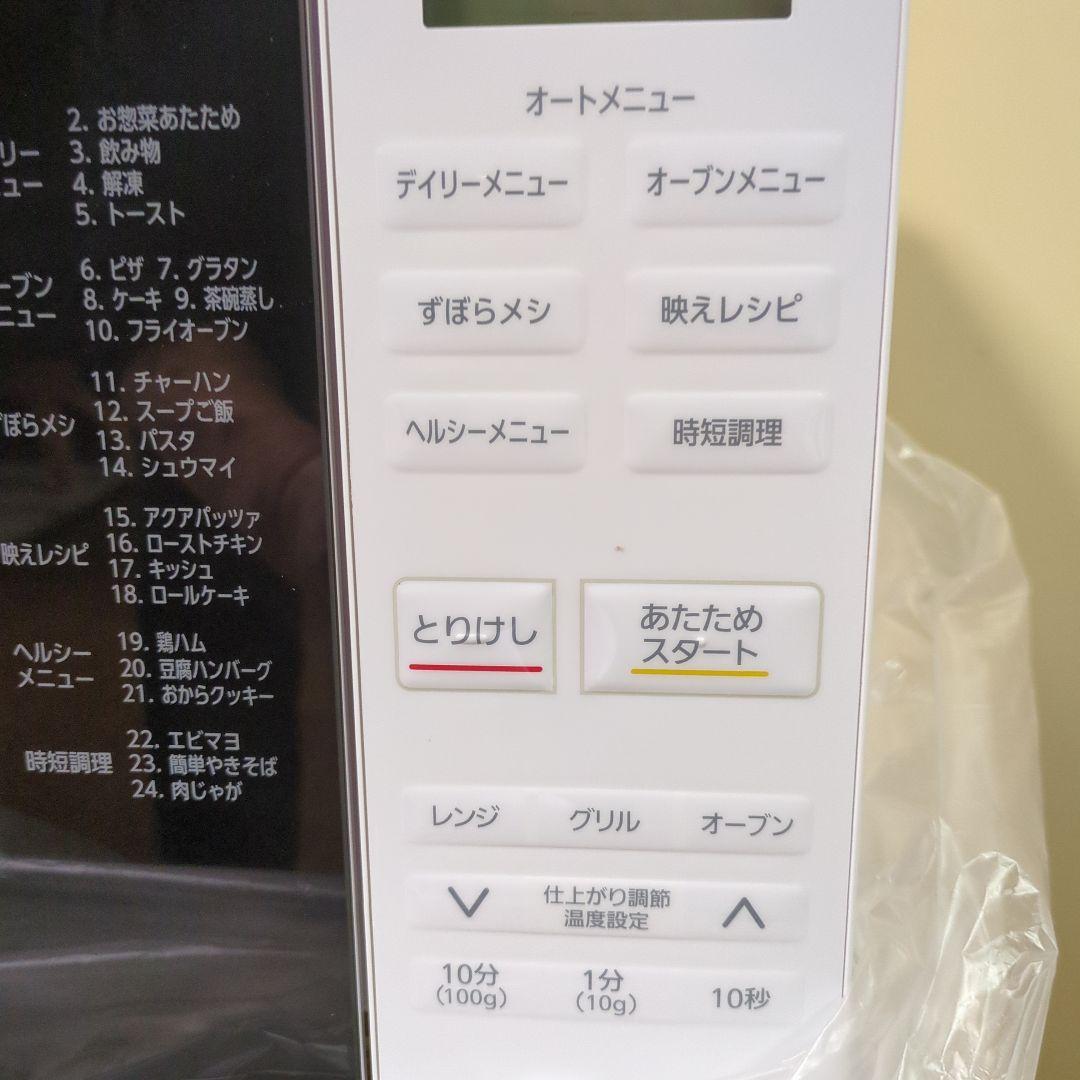 2. お惣菜あたため
リー 3. 飲み物
ュー 4. 解凍
5. トースト
6. ピザ 7. グラタン
ーブン 8. ケーキ 9. 茶碗蒸し
ニュー 10. フライオーブン
11. チャーハン
ずぼらメシ 12. スープご飯
13. パスタ
14. シュウマイ
15. アクアパッツァ
映えレシピ 16. ローストチキン
17. キッシュ
18. ロールケーキ
ヘルシー 19. 鶏ハム
メニュー 20. 豆腐ハンバーグ
21. おからクッキー
22. エビマヨ
時短調理 23. 簡単やきそば
24. 肉じゃが
オートメニュー
デイリーメニュー オーブンメニュー
ずぼらメシ 映えレシピ
ヘルシーメニュー 時短調理
とりけし
あたため
スタート
レンジ グリル オーブン
仕上がり調節
温度設定
10分 1分 10秒
(100g) (10g)